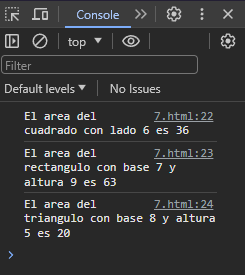 Console
top
Filter
Default levels No Issues
El area del 7.html:22
cuadrado con lado 6 es 36
El area del 7.html:23
rectangulo con base 7 y
altura 9 es 63
El area del 7.html:24
triangulo con base 8 y altura
5 es 20